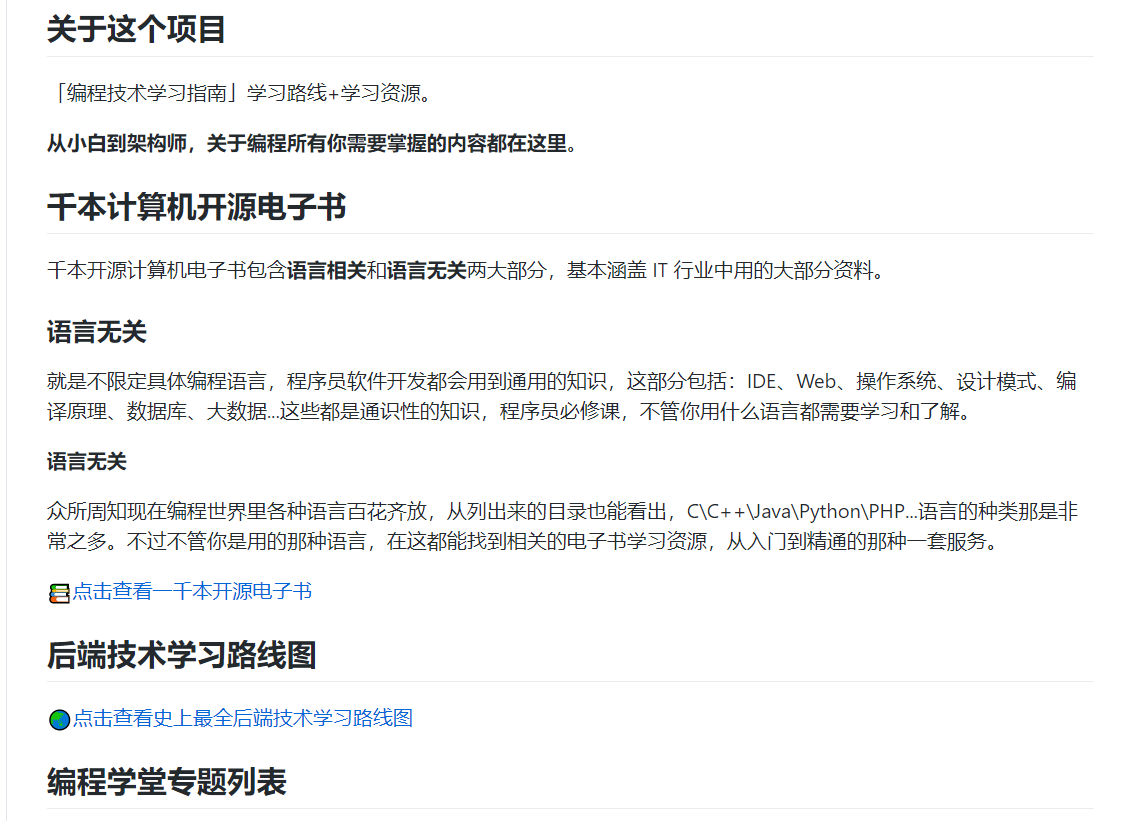 关于这个项目
「编程技术学习指南」学习路线+学习资源。
从小白到架构师，关于编程所有你需要掌握的内容都在这里。
千本计算机开源电子书
千本开源计算机电子书包含语言相关和语言无关两大部分，基本涵盖 IT 行业中用的大部分资料。
语言无关
就是不限定具体编程语言，程序员软件开发都会用到通用的知识，这部分包括：IDE、Web、操作系统、设计模式、编
译原理、数据库、大数据...这些都是通识性的知识，程序员必修课，不管你用什么语言都需要学习和了解。
语言无关
众所周知现在编程世界里各种语言百花齐放，从列出来的目录也能看出，C\C++\Java\Python\PHP...语言的种类那是非
常之多。不过不管你是用的那种语言，在这都能找到相关的电子书学习资源，从入门到精通的那种一套服务。
点击查看一千本开源电子书
后端技术学习路线图
点击查看史上最全后端技术学习路线图
编程学堂专题列表